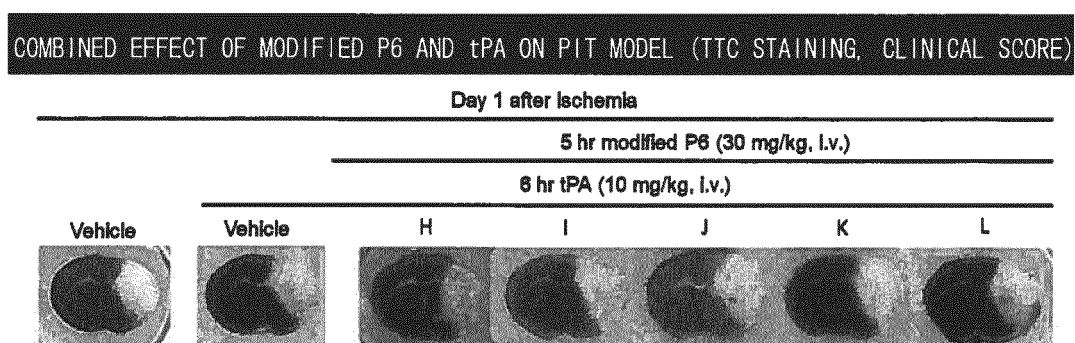 COMBINED EFFECT OF MODIFIED P6 AND tPA ON PIT MODEL (TTC STAINING, CLINICAL SCORE)
Day 1 after ischemia
5 hr modified P6 (30 mg/kg, i.v.)
6 hr tPA (10 mg/kg, i.v.)
Vehicle Vehicle H I J K L